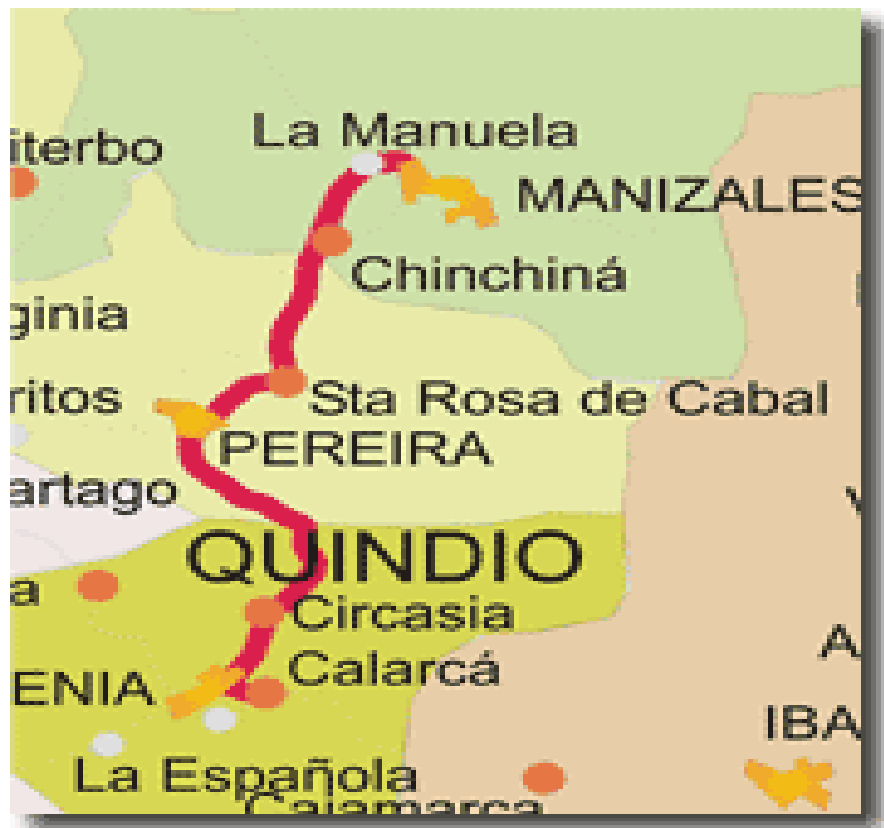 La Manuela
iterbo
MANIZALES
Chinchiná
ginia
ritos
Sta Rosa de Cabal
PEREIRA
artago
QUINDIO
a
Circasia
A
Calarcá
ENIA
IBA
La Española
Cajamarca